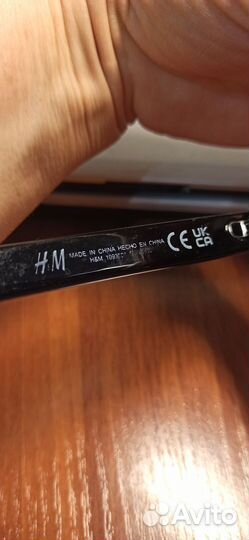 H&M
MADE IN CHINA HECHO EN CHINA
H&M
CE UK CA
Avito